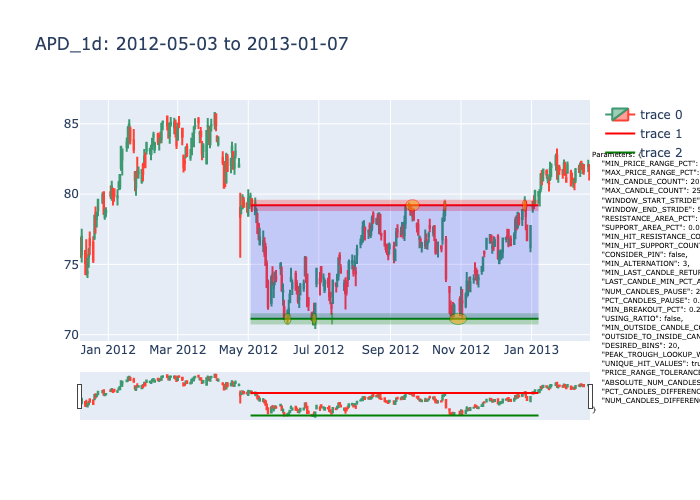 APD_1d: 2012-05-03 to 2013-01-07
85
80
75
70
Jan 2012
Mar 2012
May 2012
Jul 2012
Sep 2012
Nov 2012
Jan 2013
trace 0
trace 1
trace 2
Parameters: {
"MIN_PRICE_RANGE_PCT":
"MAX_PRICE_RANGE_PCT":
"MIN_CANDLE_COUNT": 20
"MAX_CANDLE_COUNT": 25
"WINDOW_START_STRIDE"
"WINDOW_END_STRIDE": 5
"RESISTANCE_AREA_PCT":
"SUPPORT_AREA_PCT": 0.0
"MIN_HIT_RESISTANCE_CO
"MIN_HIT_SUPPORT_COUN
"CONSIDER_PIN": false,
"MIN_ALTERNATION": 3,
"MIN_LAST_CANDLE_RETUR
"LAST_CANDLE_MIN_PCT_A
"NUM_CANDLES_PAUSE": 2
"PCT_CANDLES_PAUSE": 0.
"MIN_BREAKOUT_PCT": 0.2
"USING_RATIO": false,
"MIN_OUTSIDE_CANDLE_CO
"OUTSIDE_TO_INSIDE_CAN
"DESIRED_BINS": 20,
"PEAK_TROUGH_LOOKUP_W
"UNIQUE_HIT_VALUES": tru
"PRICE_RANGE_TOLERANC
"ABSOLUTE_NUM_CANDLES
"PCT_CANDLES_DIFFERENC
"NUM_CANDLES_DIFFEREN
}